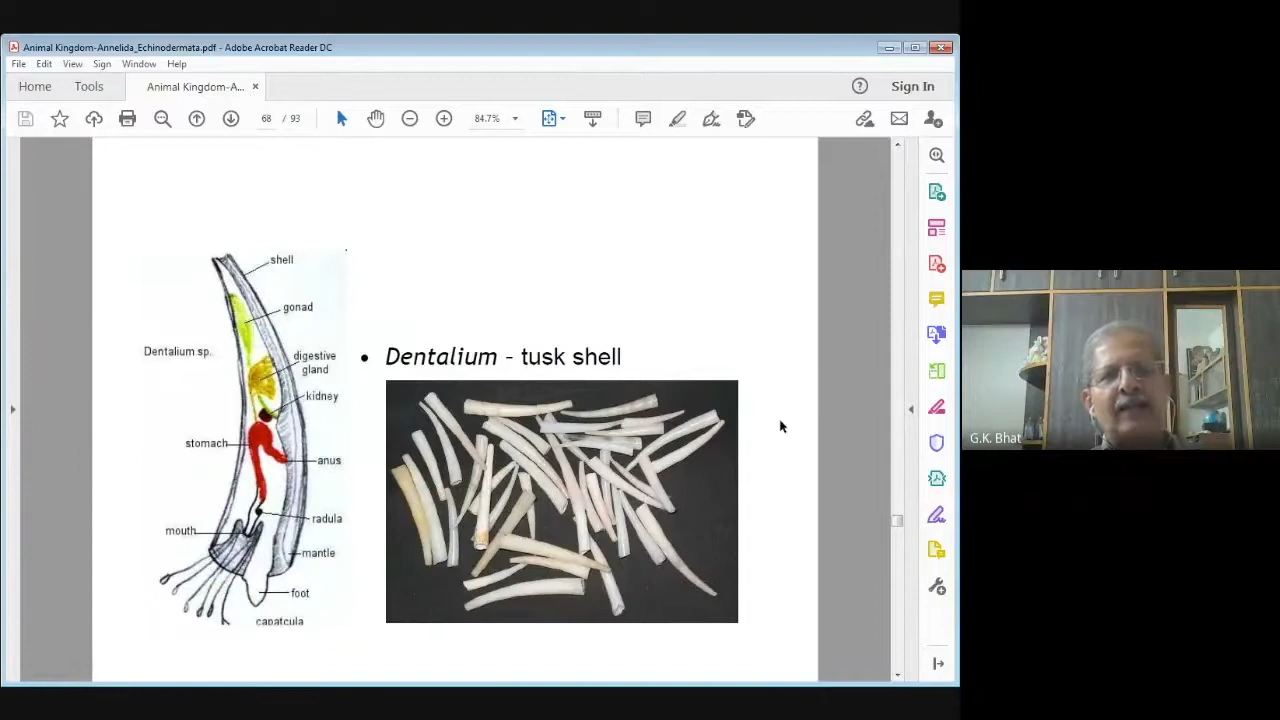 Animal Kingdom-Annelida_Echinodermata.pdf - Adobe Acrobat Reader DC
File Edit View Sign Window Help
Home Tools Animal Kingdom-A... × Sign In
68 / 93 84.7%
shell
gonad
Dentalium sp.
digestive
gland
kidney
stomach
anus
radula
mouth
mantle
foot
capatcula
• Dentalium - tusk shell
G.K. Bhat